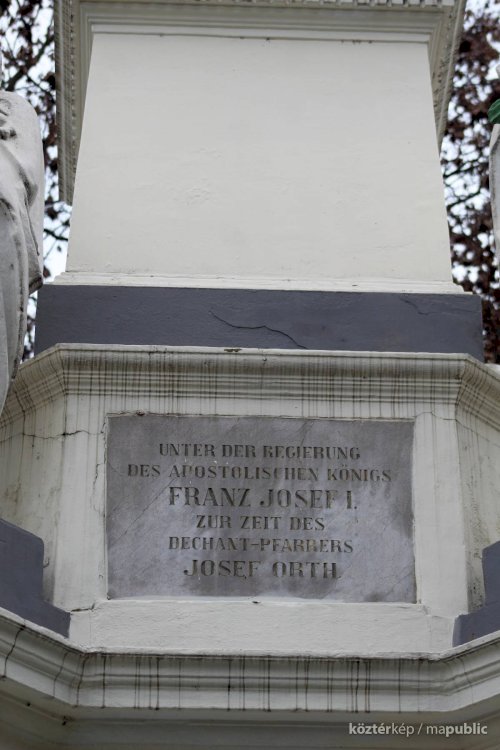 UNTER DER REGIERUNG
DES APOSTOLISCHEN KÖNIGS
FRANZ JOSEF I.
ZUR ZEIT DES
DECHANT-PFARRERS
JOSEF ORTH.
köztérkép / mapublic